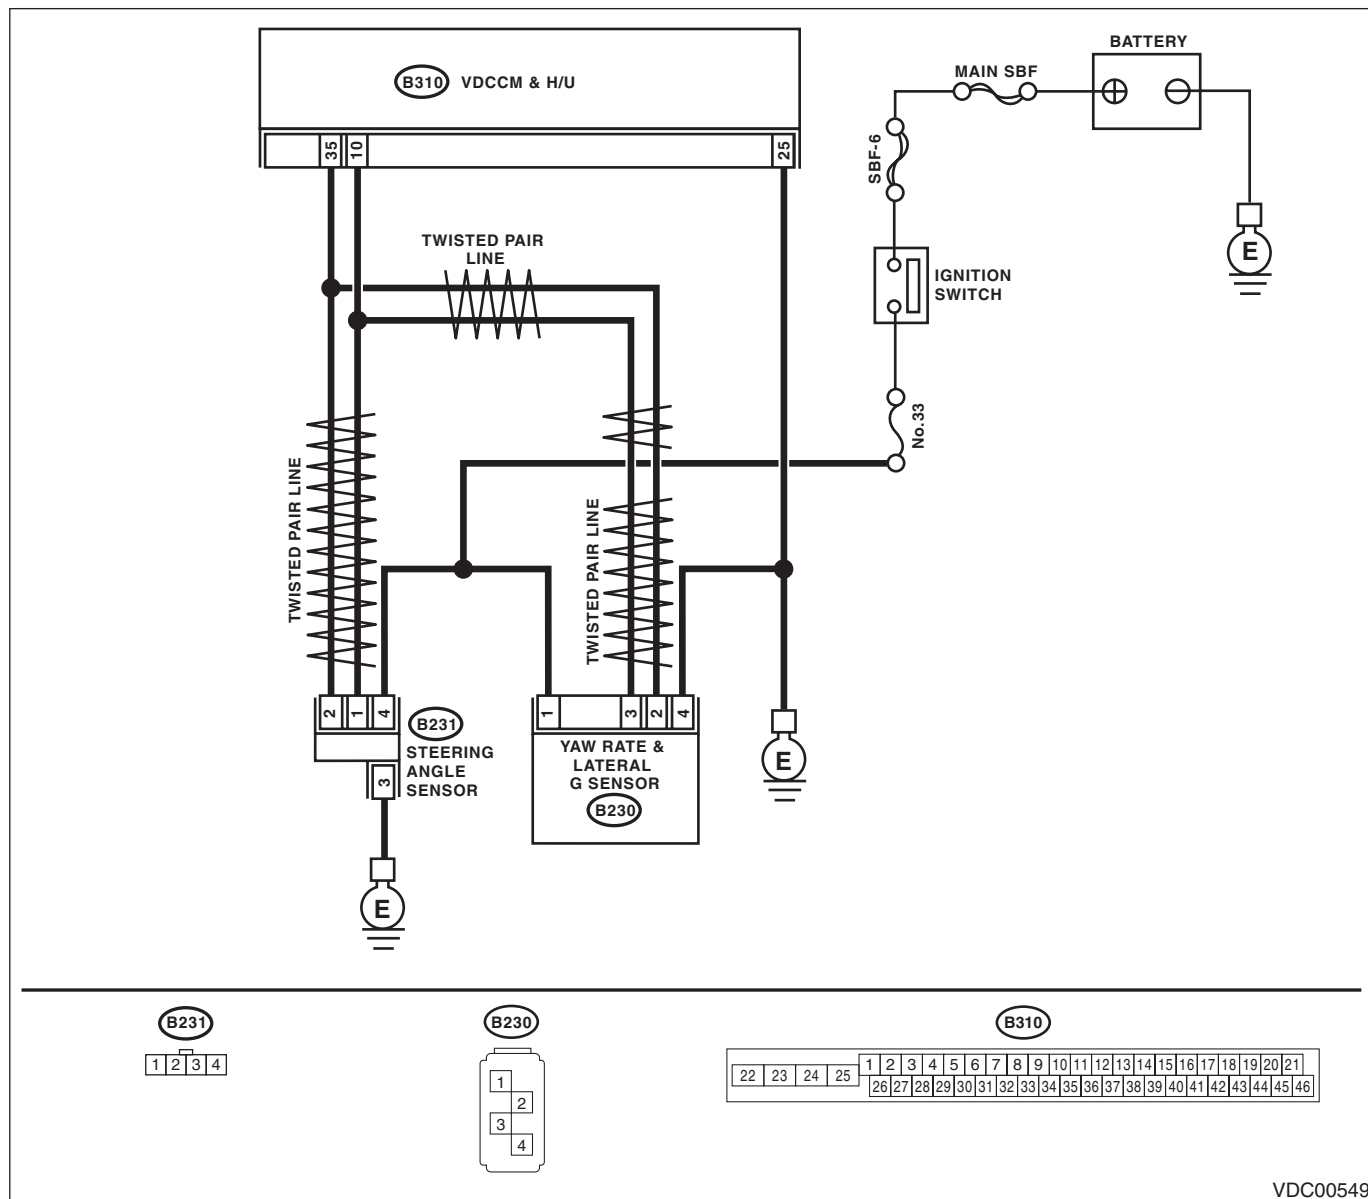 BATTERY
MAIN SBF
B310 VDCCM & H/U
35 10 25
SBF-6
TWISTED PAIR
LINE
E
IGNITION
SWITCH
No.33
TWISTED PAIR LINE
TWISTED PAIR LINE
2 1 4
B231
STEERING
ANGLE
SENSOR
3
E
1 3 2 4
YAW RATE &
LATERAL
G SENSOR
B230
E
B231
1 2 3 4
B230
1
2
3
4
B310
22 23 24 25
1 2 3 4 5 6 7 8 9 10 11 12 13 14 15 16 17 18 19 20 21
26 27 28 29 30 31 32 33 34 35 36 37 38 39 40 41 42 43 44 45 46
VDC00549